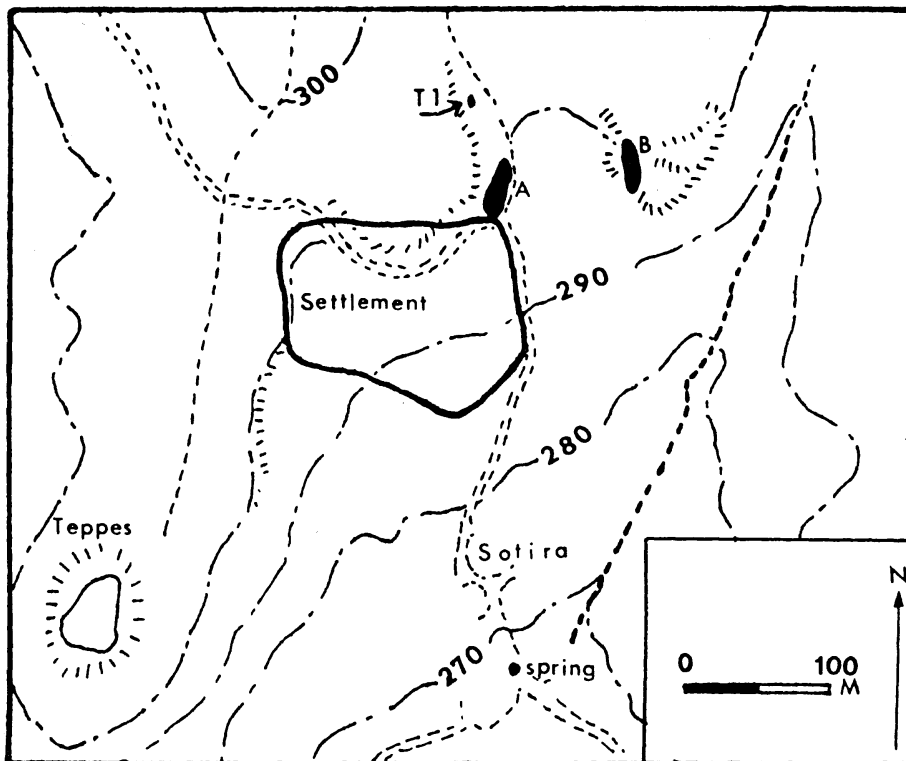 300
T1
B
A
290
Settlement
280
Teppes
Sotira
N
270
spring
0 100
M